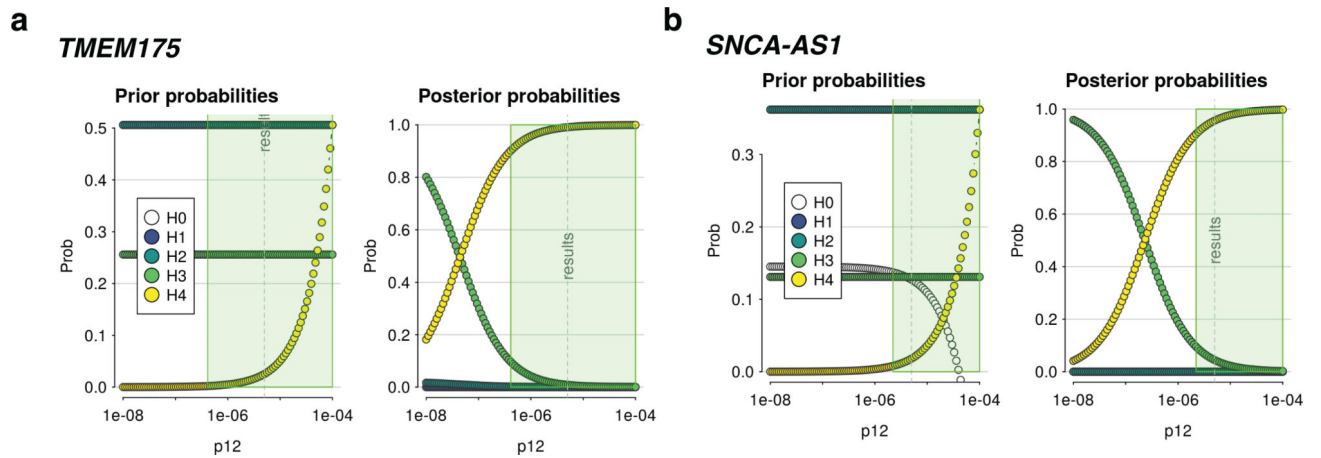 a
TMEM175
Prior probabilities
Posterior probabilities
Prob
0.5
0.4
0.3
0.2
0.1
0.0
H0
H1
H2
H3
H4
1e-08
1e-06
1e-04
p12
Prob
1.0
0.8
0.6
0.4
0.2
0.0
results
1e-08
1e-06
1e-04
p12
b
SNCA-AS1
Prior probabilities
Posterior probabilities
Prob
0.3
0.2
0.1
0.0
H0
H1
H2
H3
H4
1e-08
1e-06
1e-04
p12
Prob
1.0
0.8
0.6
0.4
0.2
0.0
results
1e-08
1e-06
1e-04
p12